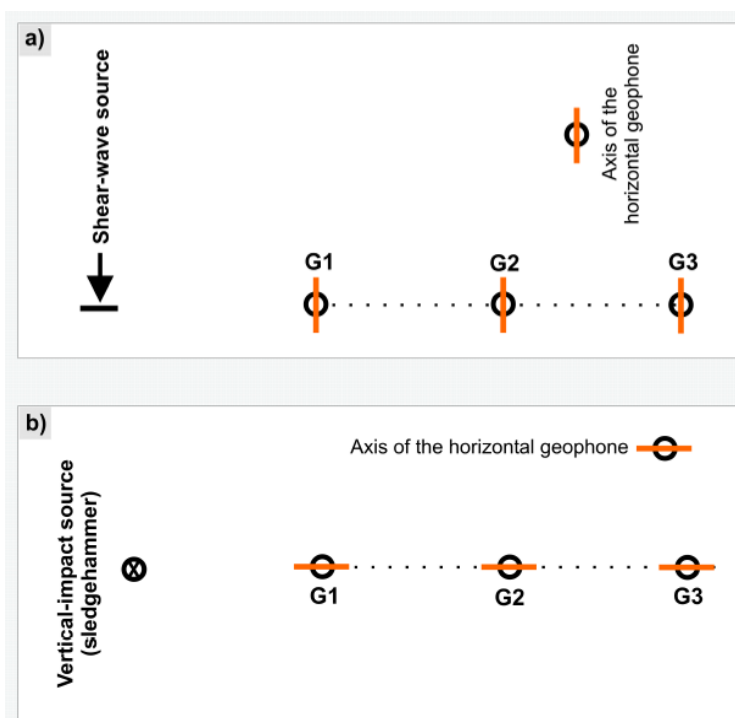 a)
Shear-wave source
Axis of the
horizontal geophone
G1
G2
G3
b)
Axis of the horizontal geophone
Vertical-impact source
(sledgehammer)
G1
G2
G3